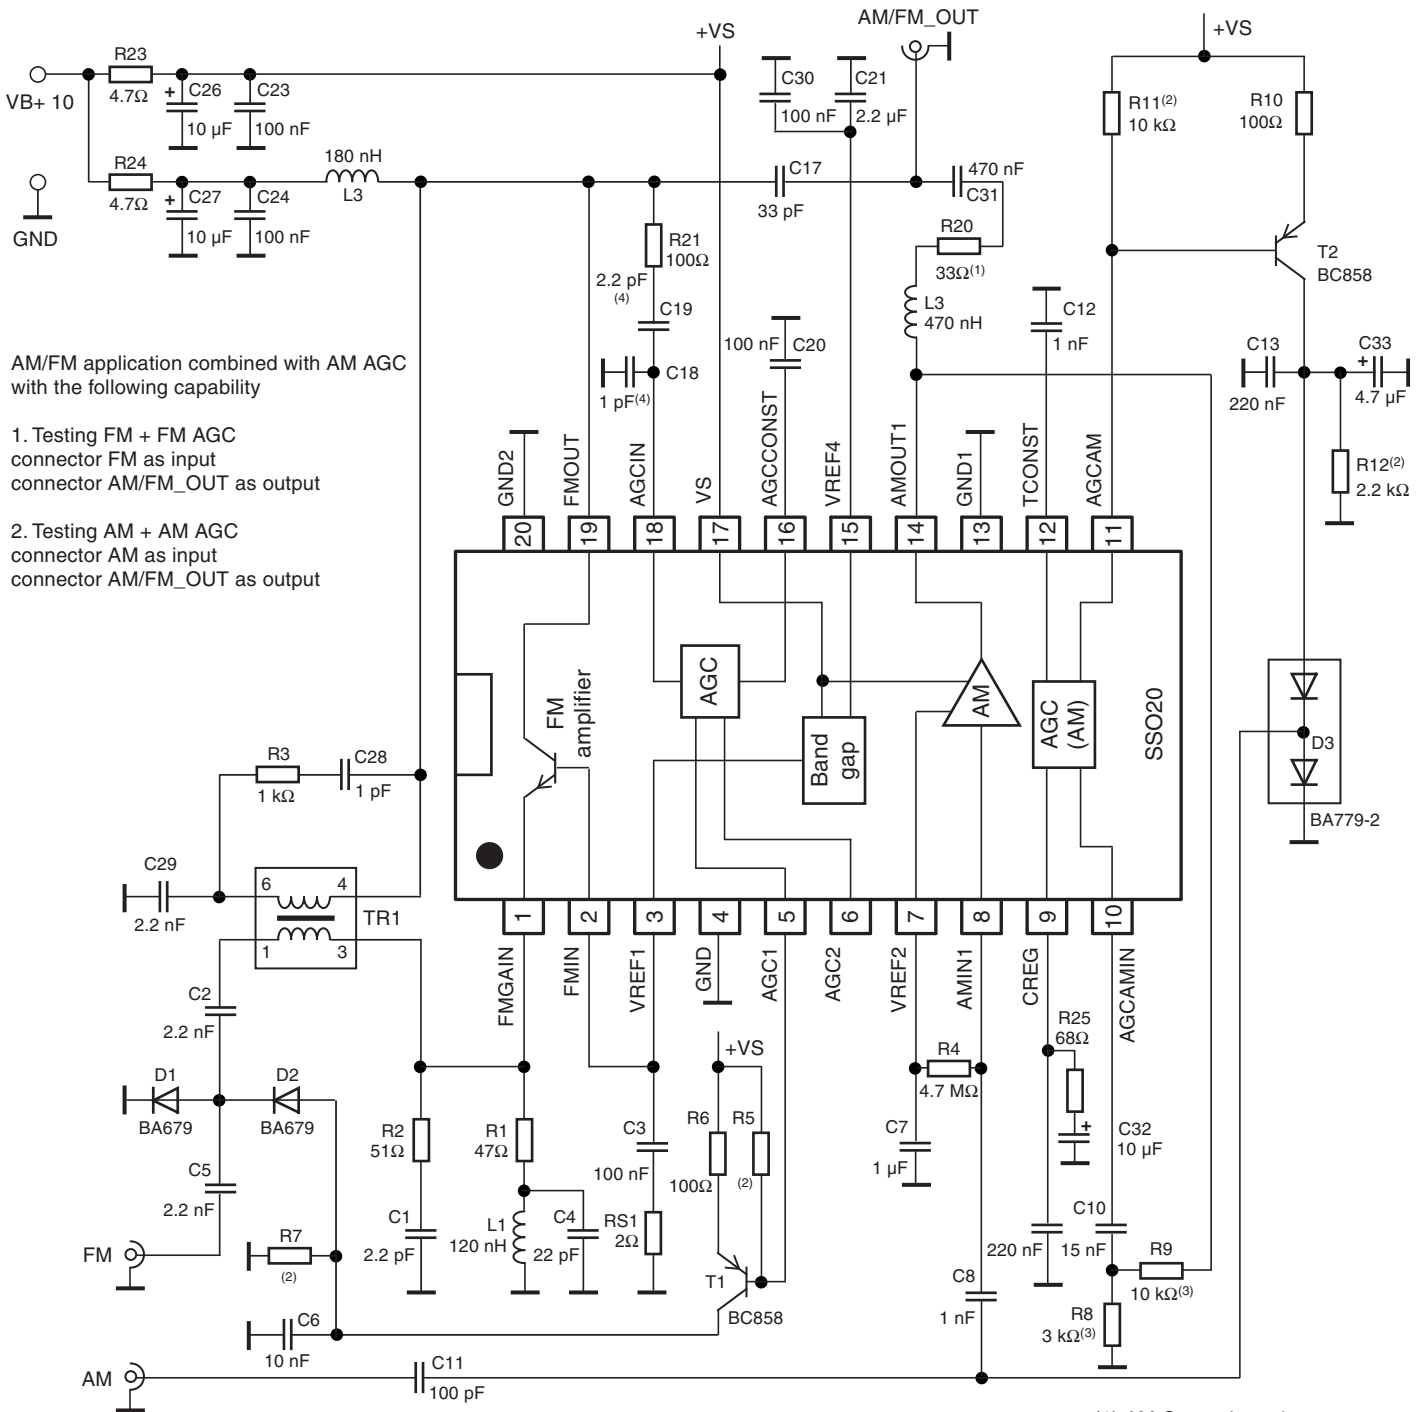 AM/FM_OUT
+VS
+VS
R23
4.7Ω
VB+ 10
+
C26
10 µF
C23
100 nF
C30
100 nF
C21
2.2 µF
R11(2)
10 kΩ
R10
100Ω
R24
4.7Ω
+
C27
10 µF
C24
100 nF
180 nH
L3
GND
C17
33 pF
470 nF
C31
R20
33Ω(1)
R21
100Ω
2.2 pF
(4)
C19
L3
470 nH
C12
1 nF
T2
BC858
C13
220 nF
C33
+
4.7 µF
100 nF
C20
C18
1 pF(4)
R12(2)
2.2 kΩ
AM/FM application combined with AM AGC
with the following capability
1. Testing FM + FM AGC
connector FM as input
connector AM/FM_OUT as output
2. Testing AM + AM AGC
connector AM as input
connector AM/FM_OUT as output
GND2
FMOUT
AGCIN
VS
AGCCONST
VREF4
AMOUT1
GND1
TCONST
AGCAM
20
19
18
17
16
15
14
13
12
11
FM
amplifier
AGC
Band
gap
AM
AGC
(AM)
SSO20
D3
BA779-2
R3
1 kΩ
C28
1 pF
C29
2.2 nF
6
4
1
3
TR1
1
2
3
4
5
6
7
8
9
10
FMGAIN
FMIN
VREF1
GND
AGC1
AGC2
VREF2
AMIN1
CREG
AGCAMIN
C2
2.2 nF
D1
BA679
D2
BA679
C5
2.2 nF
FM
R7
(2)
C6
10 nF
R2
51Ω
C1
2.2 pF
R1
47Ω
L1
120 nH
C4
22 pF
C3
100 nF
RS1
2Ω
+VS
R6
100Ω
R5
(2)
T1
BC858
R4
4.7 MΩ
C7
1 µF
C8
1 nF
R25
68Ω
+
C32
10 µF
220 nF
C10
15 nF
R9
10 kΩ(3)
R8
3 kΩ(3)
AM
C11
100 pF